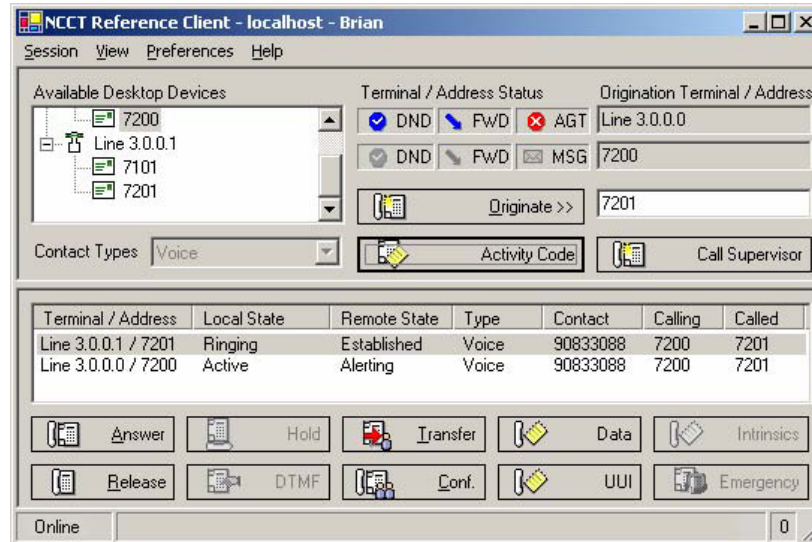 NCCT Reference Client - localhost - Brian
Session View Preferences Help
Available Desktop Devices
7200
Line 3.0.0.1
7101
7201
Contact Types Voice
Terminal / Address Status
DND FWD AGT
DND FWD MSG
Origination Terminal / Address
Line 3.0.0.0
7200
Originate >> 7201
Activity Code Call Supervisor
Terminal / Address Local State Remote State Type Contact Calling Called
Line 3.0.0.1 / 7201 Ringing Established Voice 90833088 7200 7201
Line 3.0.0.0 / 7200 Active Alerting Voice 90833088 7200 7201
Answer Hold Transfer Data Intrinsics
Release DTMF Conf. UUI Emergency
Online 0